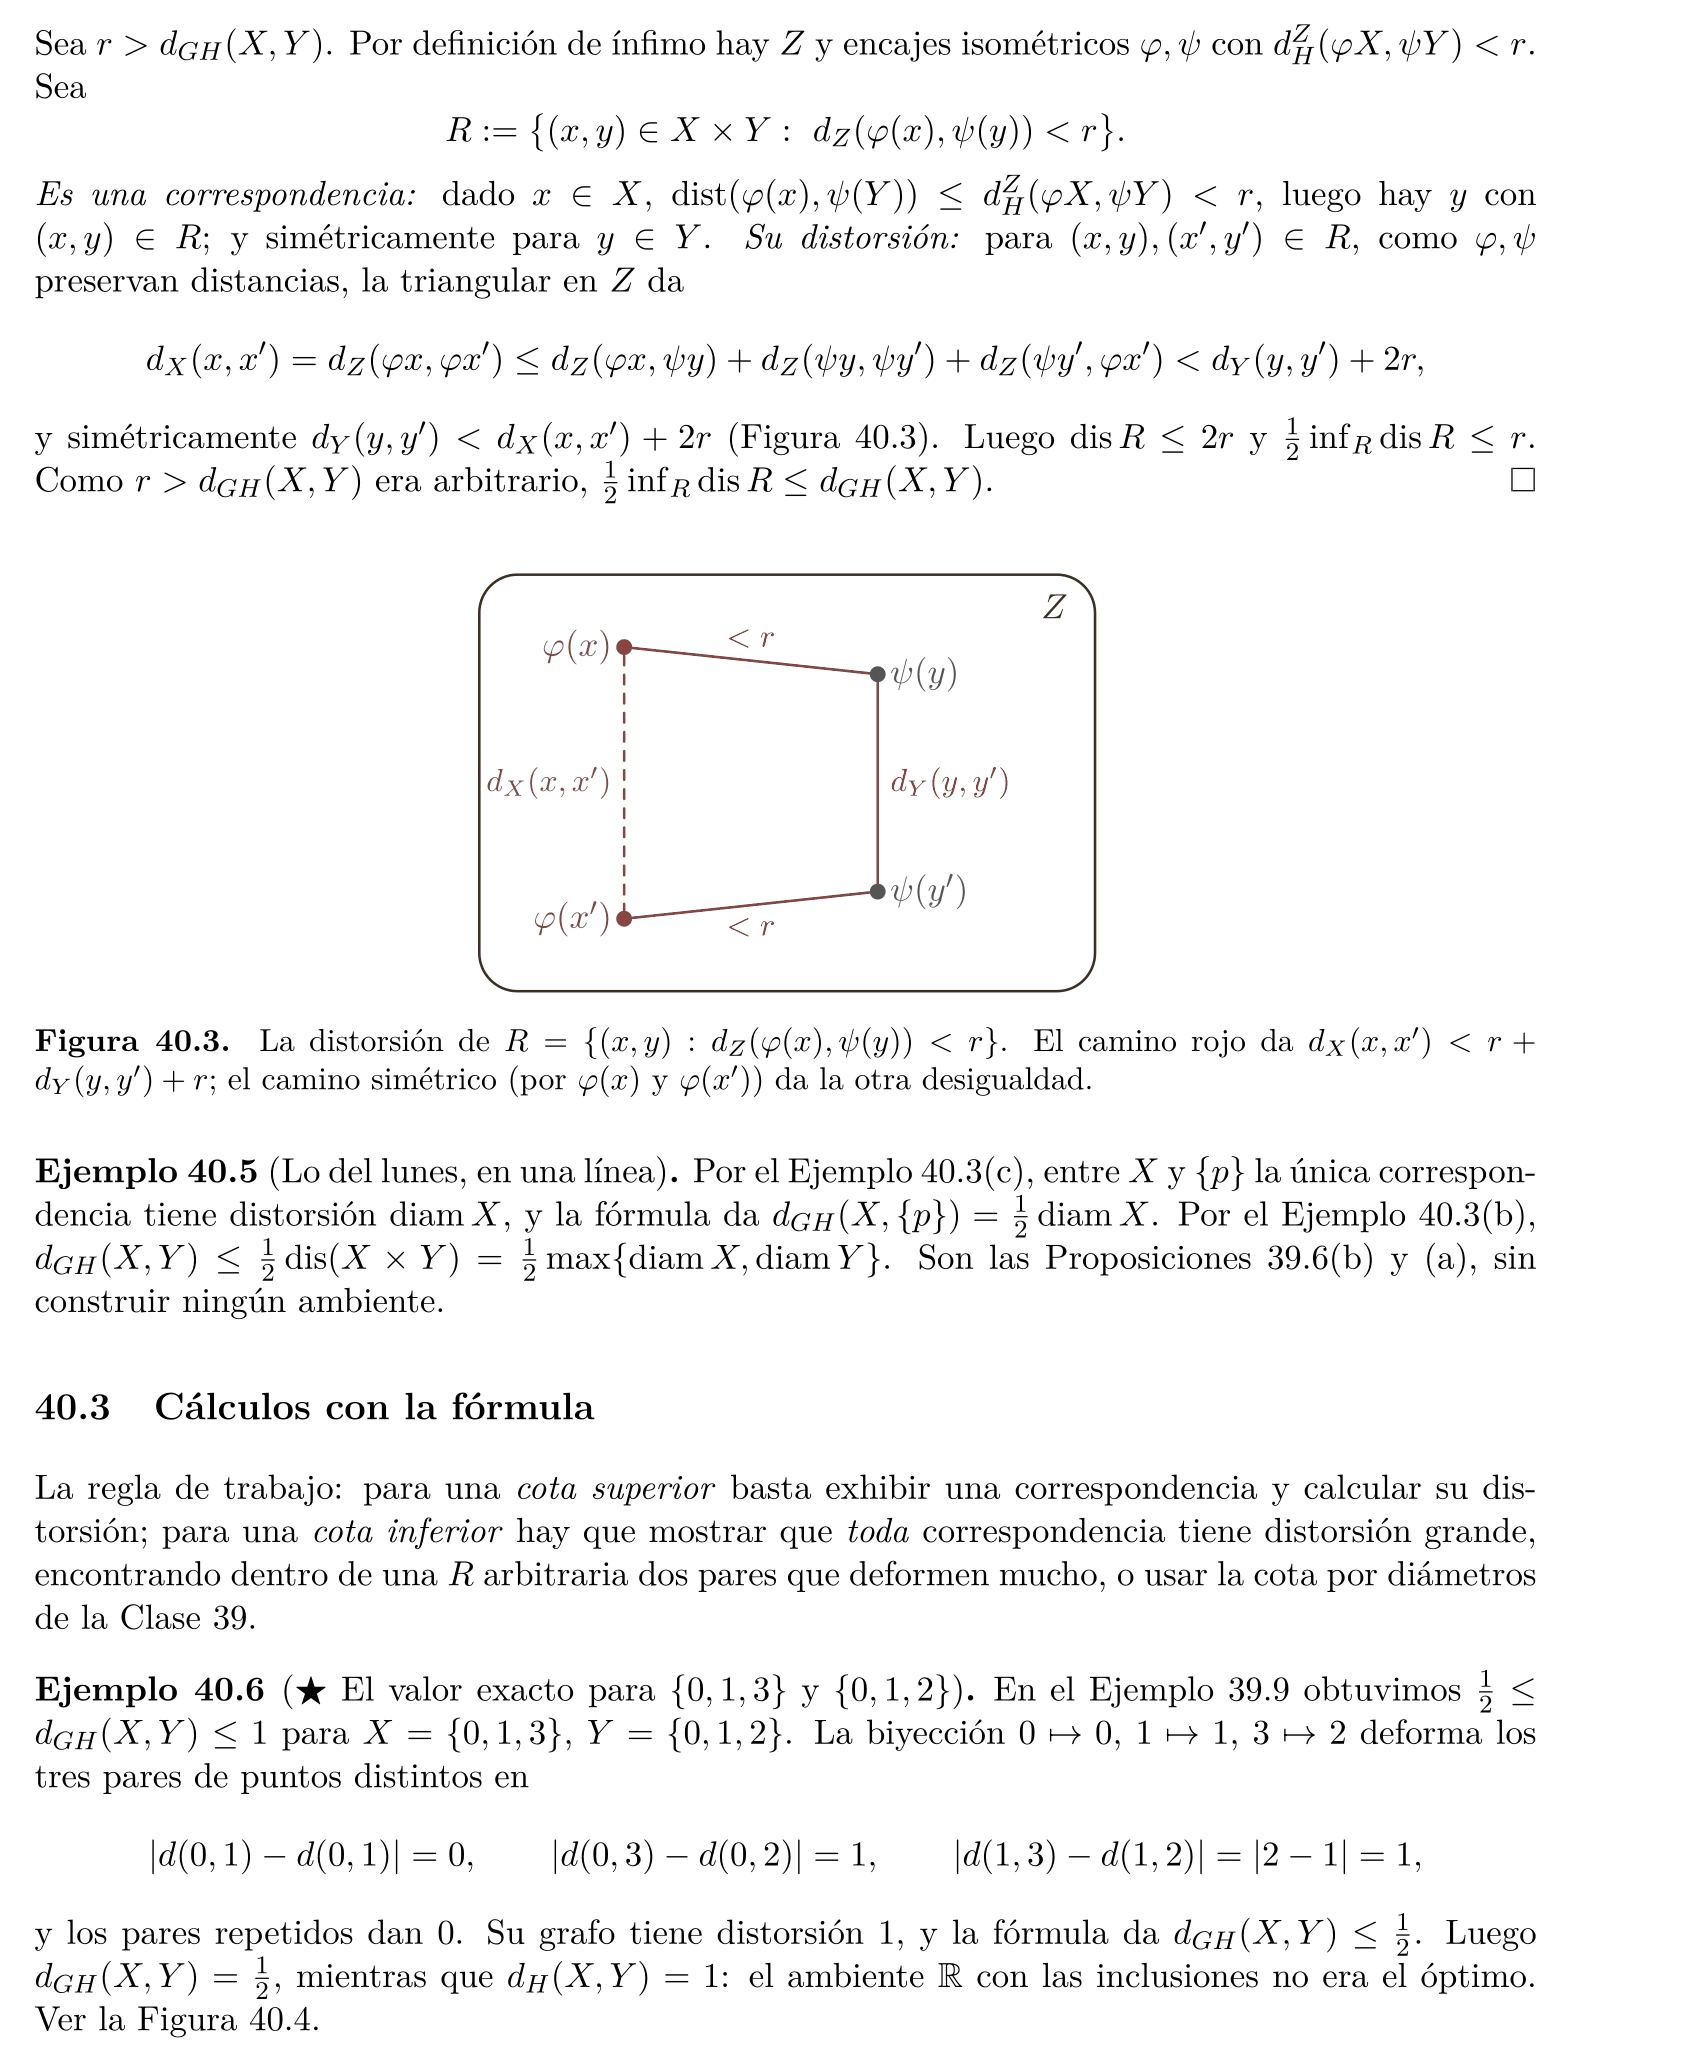 Sea r > d_{GH}(X, Y). Por definición de ínfimo hay Z y encajes isométricos φ, ψ con d_H^Z(φX, ψY) < r.
Sea
R := {(x, y) ∈ X × Y : d_Z(φ(x), ψ(y)) < r}.
Es una correspondencia: dado x ∈ X, dist(φ(x), ψ(Y)) ≤ d_H^Z(φX, ψY) < r, luego hay y con
(x, y) ∈ R; y simétricamente para y ∈ Y. Su distorsión: para (x, y), (x′, y′) ∈ R, como φ, ψ
preservan distancias, la triangular en Z da
d_X(x, x′) = d_Z(φx, φx′) ≤ d_Z(φx, ψy) + d_Z(ψy, ψy′) + d_Z(ψy′, φx′) < d_Y(y, y′) + 2r,
y simétricamente d_Y(y, y′) < d_X(x, x′) + 2r (Figura 40.3). Luego dis R ≤ 2r y ½ inf_R dis R ≤ r.
Como r > d_{GH}(X, Y) era arbitrario, ½ inf_R dis R ≤ d_{GH}(X, Y). □
Z
φ(x)
< r
ψ(y)
d_X(x, x′)
d_Y(y, y′)
φ(x′)
< r
ψ(y′)
Figura 40.3. La distorsión de R = {(x, y) : d_Z(φ(x), ψ(y)) < r}. El camino rojo da d_X(x, x′) < r +
d_Y(y, y′) + r; el camino simétrico (por φ(x) y φ(x′)) da la otra desigualdad.
Ejemplo 40.5 (Lo del lunes, en una línea). Por el Ejemplo 40.3(c), entre X y {p} la única correspon-
dencia tiene distorsión diam X, y la fórmula da d_{GH}(X, {p}) = ½ diam X. Por el Ejemplo 40.3(b),
d_{GH}(X, Y) ≤ ½ dis(X × Y) = ½ max{diam X, diam Y}. Son las Proposiciones 39.6(b) y (a), sin
construir ningún ambiente.
40.3 Cálculos con la fórmula
La regla de trabajo: para una cota superior basta exhibir una correspondencia y calcular su dis-
torsión; para una cota inferior hay que mostrar que toda correspondencia tiene distorsión grande,
encontrando dentro de una R arbitraria dos pares que deformen mucho, o usar la cota por diámetros
de la Clase 39.
Ejemplo 40.6 (★ El valor exacto para {0, 1, 3} y {0, 1, 2}). En el Ejemplo 39.9 obtuvimos ½ ≤
d_{GH}(X, Y) ≤ 1 para X = {0, 1, 3}, Y = {0, 1, 2}. La biyección 0 ↦ 0, 1 ↦ 1, 3 ↦ 2 deforma los
tres pares de puntos distintos en
|d(0, 1) − d(0, 1)| = 0, |d(0, 3) − d(0, 2)| = 1, |d(1, 3) − d(1, 2)| = |2 − 1| = 1,
y los pares repetidos dan 0. Su grafo tiene distorsión 1, y la fórmula da d_{GH}(X, Y) ≤ ½. Luego
d_{GH}(X, Y) = ½, mientras que d_H(X, Y) = 1: el ambiente ℝ con las inclusiones no era el óptimo.
Ver la Figura 40.4.